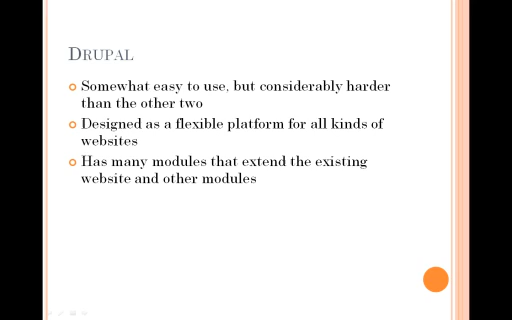 DRUPAL
Somewhat easy to use, but considerably harder
than the other two
Designed as a flexible platform for all kinds of
websites
Has many modules that extend the existing
website and other modules